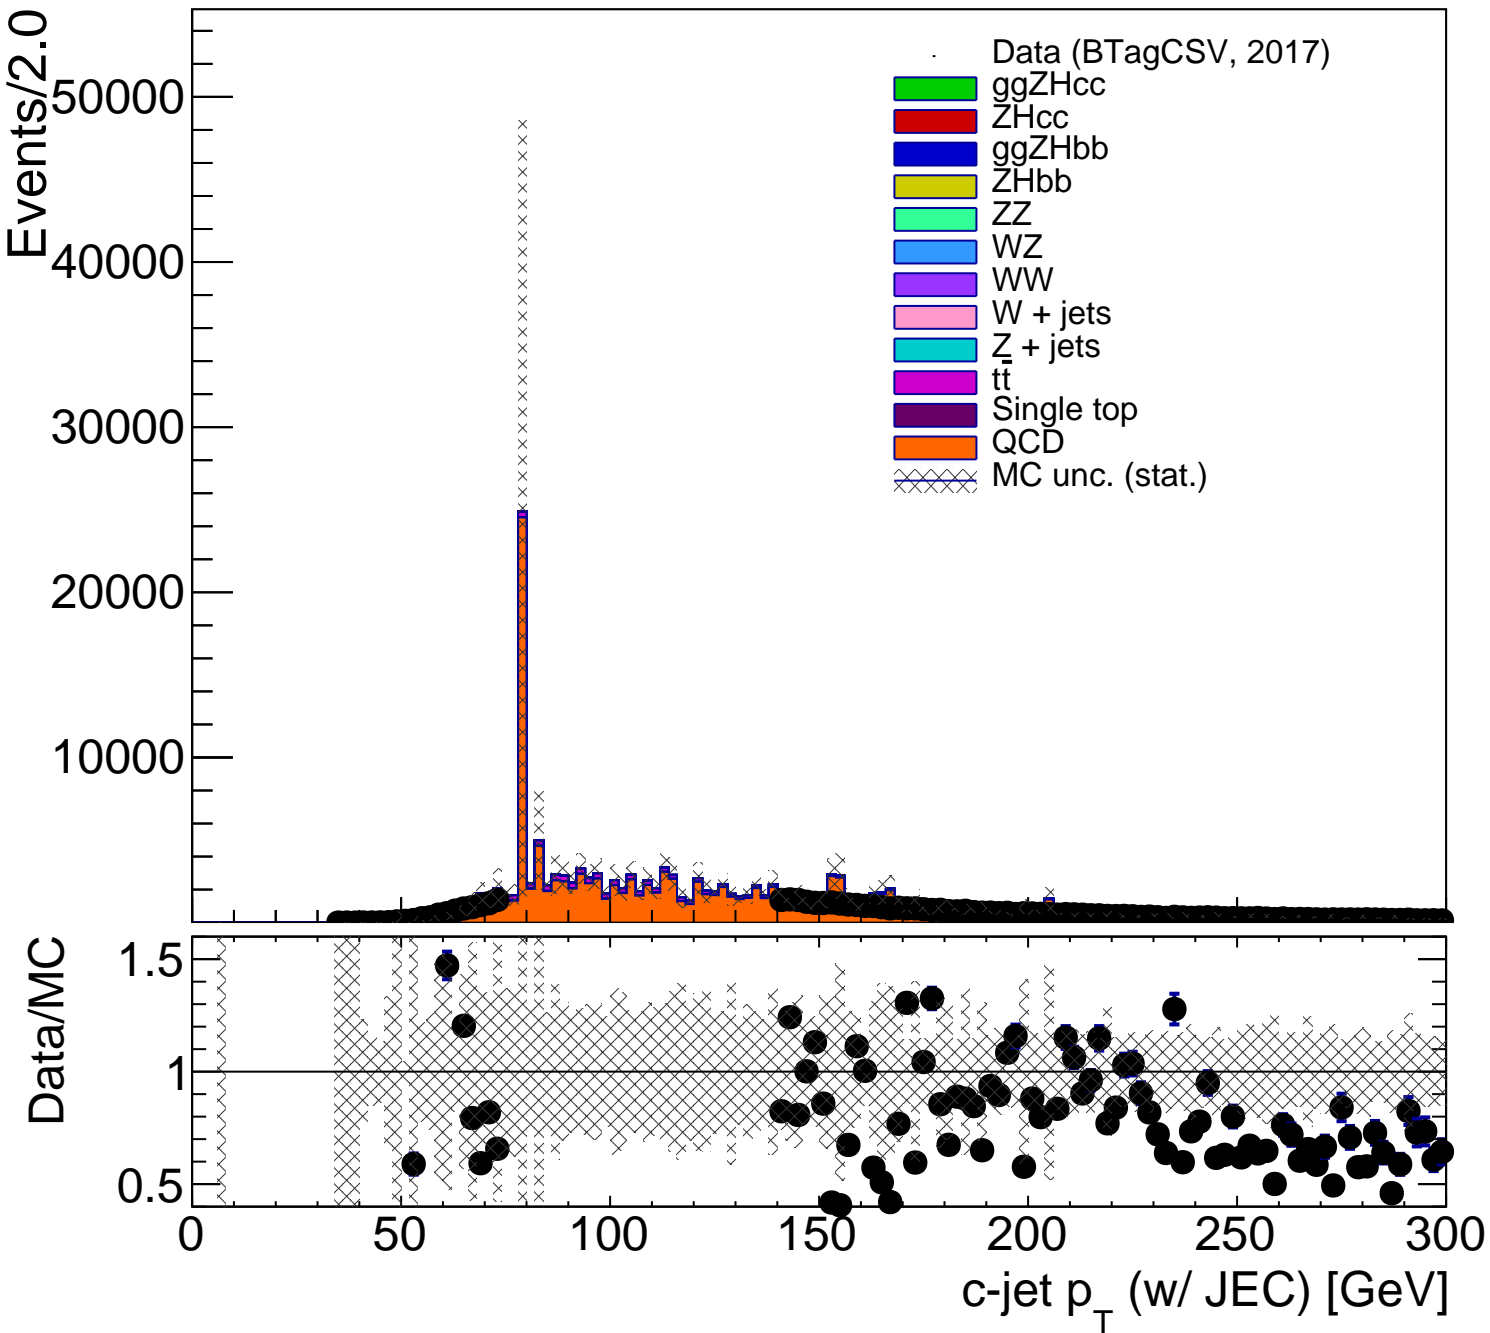 Events/2.0
50000
40000
30000
20000
10000
Data (BTagCSV, 2017)
ggZHcc
ZHcc
ggZHbb
ZHbb
ZZ
WZ
WW
W + jets
Z + jets
tt̄
Single top
QCD
MC unc. (stat.)
Data/MC
1.5
1
0.5
0 50 100 150 200 250 300
c-jet p_T (w/ JEC) [GeV]